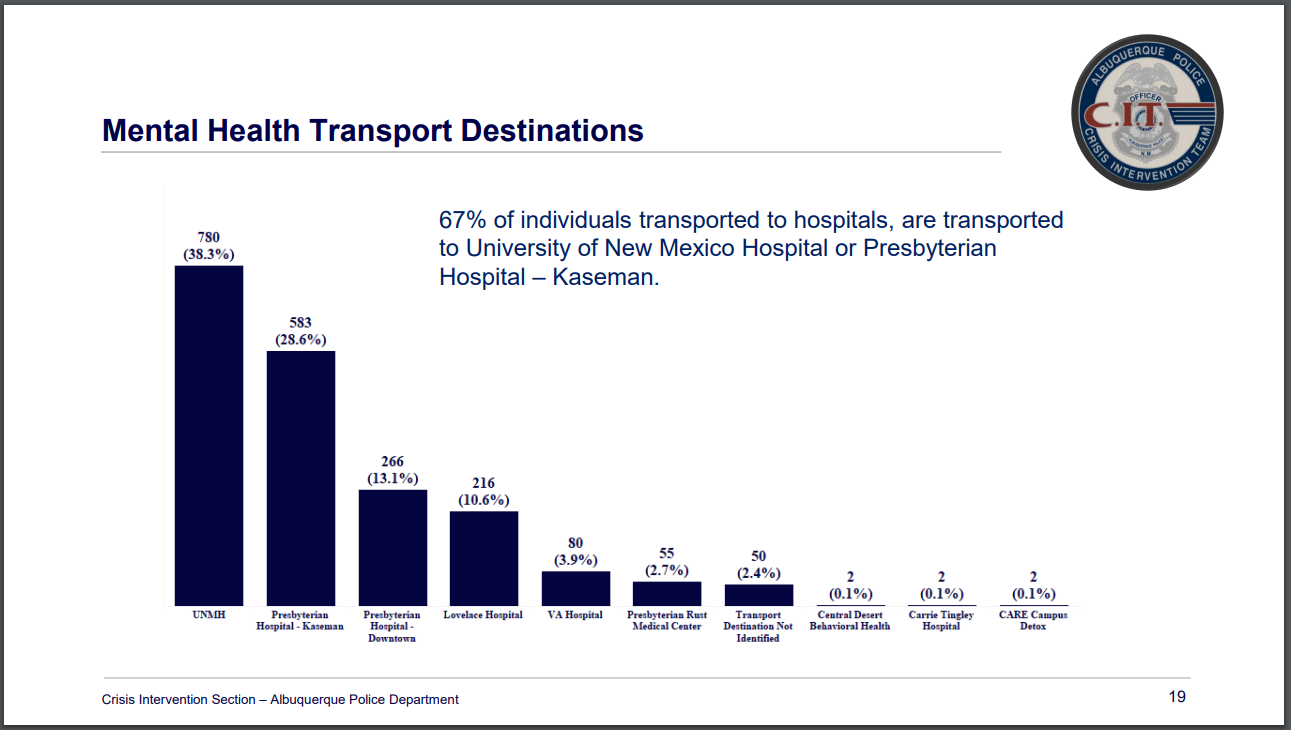 ALBUQUERQUE POLICE
OFFICER
C.I.T.
N.M.
CRISIS INTERVENTION TEAM
Mental Health Transport Destinations
67% of individuals transported to hospitals, are transported
to University of New Mexico Hospital or Presbyterian
Hospital – Kaseman.
780
(38.3%)
583
(28.6%)
266
(13.1%)
216
(10.6%)
80
(3.9%)
55
(2.7%)
50
(2.4%)
2
(0.1%)
2
(0.1%)
2
(0.1%)
UNMH
Presbyterian
Hospital - Kaseman
Presbyterian
Hospital -
Downtown
Lovelace Hospital
VA Hospital
Presbyterian Rust
Medical Center
Transport
Destination Not
Identified
Central Desert
Behavioral Health
Carrie Tingley
Hospital
CARE Campus
Detox
Crisis Intervention Section – Albuquerque Police Department
19